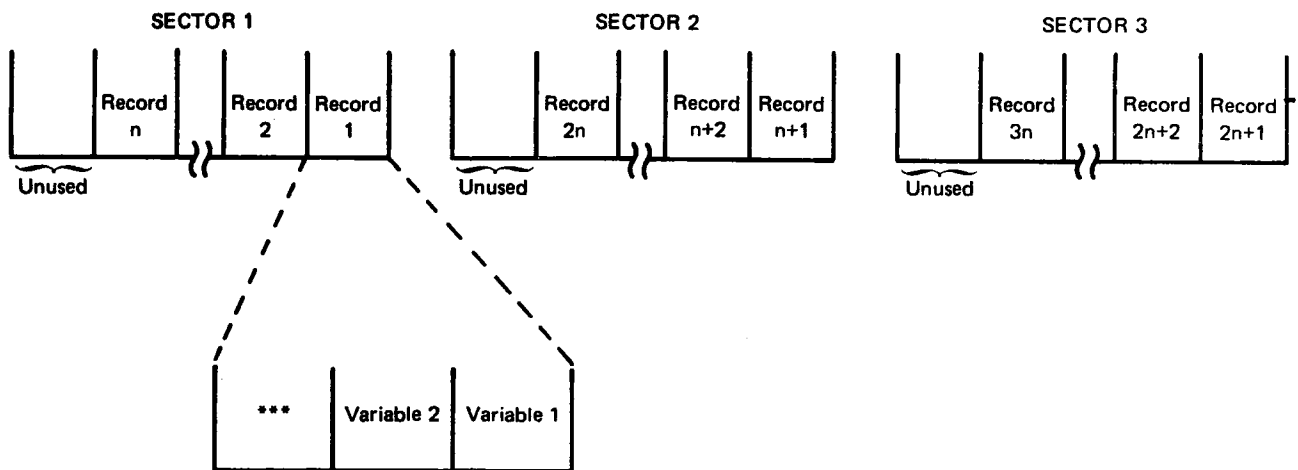 SECTOR 1
SECTOR 2
SECTOR 3
Record
n
Record
2
Record
1
Record
2n
Record
n+2
Record
n+1
Record
3n
Record
2n+2
Record
2n+1
Unused
Unused
Unused
***
Variable 2
Variable 1